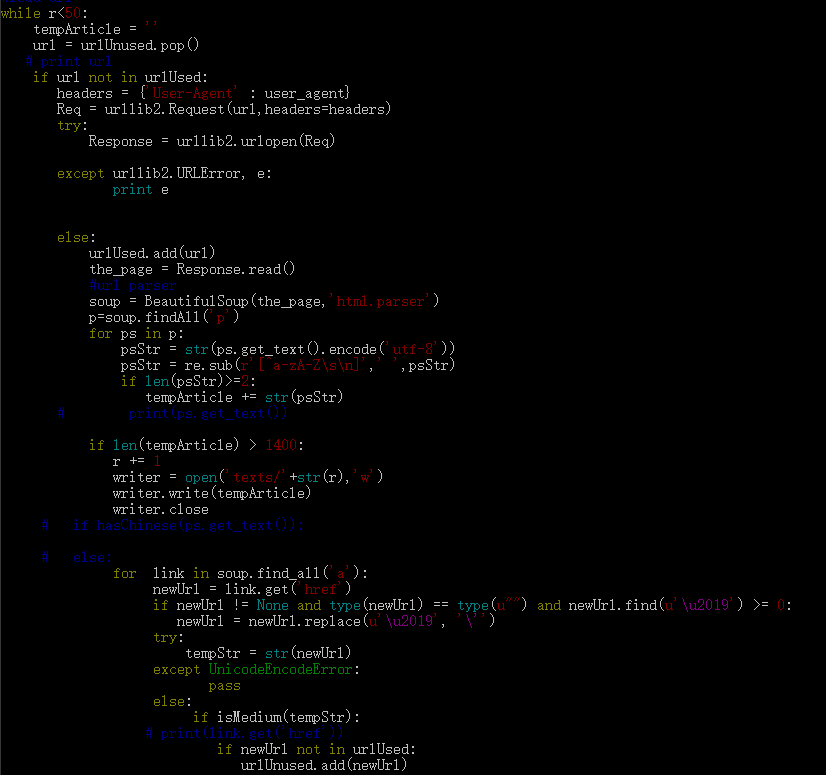 while r<50:
tempArticle = ''
url = urlUnused.pop()
# print url
if url not in urlUsed:
headers = {'User-Agent' : user_agent}
Req = urllib2.Request(url,headers=headers)
try:
Response = urllib2.urlopen(Req)
except urllib2.URLError, e:
print e
else:
urlUsed.add(url)
the_page = Response.read()
#url parser
soup = BeautifulSoup(the_page,'html.parser')
p=soup.findAll('p')
for ps in p:
psStr = str(ps.get_text().encode('utf-8'))
psStr = re.sub(r'[^a-zA-Z\s\n]',' ',psStr)
if len(psStr)>=2:
tempArticle += str(psStr)
# print(ps.get_text())
if len(tempArticle) > 1400:
r += 1
writer = open('texts/'+str(r),'w')
writer.write(tempArticle)
writer.close
# if hasChinese(ps.get_text()):
# else:
for link in soup.find_all('a'):
newUrl = link.get('href')
if newUrl != None and type(newUrl) == type(u"") and newUrl.find(u'\u2019') >= 0:
newUrl = newUrl.replace(u'\u2019', '\'')
try:
tempStr = str(newUrl)
except UnicodeEncodeError:
pass
else:
if isMedium(tempStr):
# print(link.get('href'))
if newUrl not in urlUsed:
urlUnused.add(newUrl)